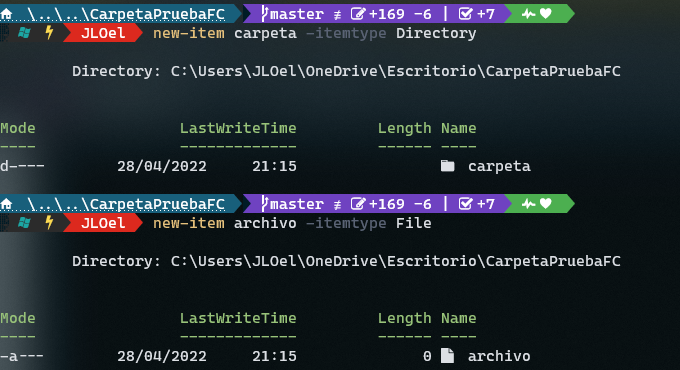 \..\..\CarpetaPruebaFC master ≢ +169 -6 | +7
JLOel new-item carpeta -itemtype Directory
Directory: C:\Users\JLOel\OneDrive\Escritorio\CarpetaPruebaFC
Mode LastWriteTime Length Name
---- ------------- ------ ----
d---- 28/04/2022 21:15 carpeta
\..\..\CarpetaPruebaFC master ≢ +169 -6 | +7
JLOel new-item archivo -itemtype File
Directory: C:\Users\JLOel\OneDrive\Escritorio\CarpetaPruebaFC
Mode LastWriteTime Length Name
---- ------------- ------ ----
-a--- 28/04/2022 21:15 0 archivo